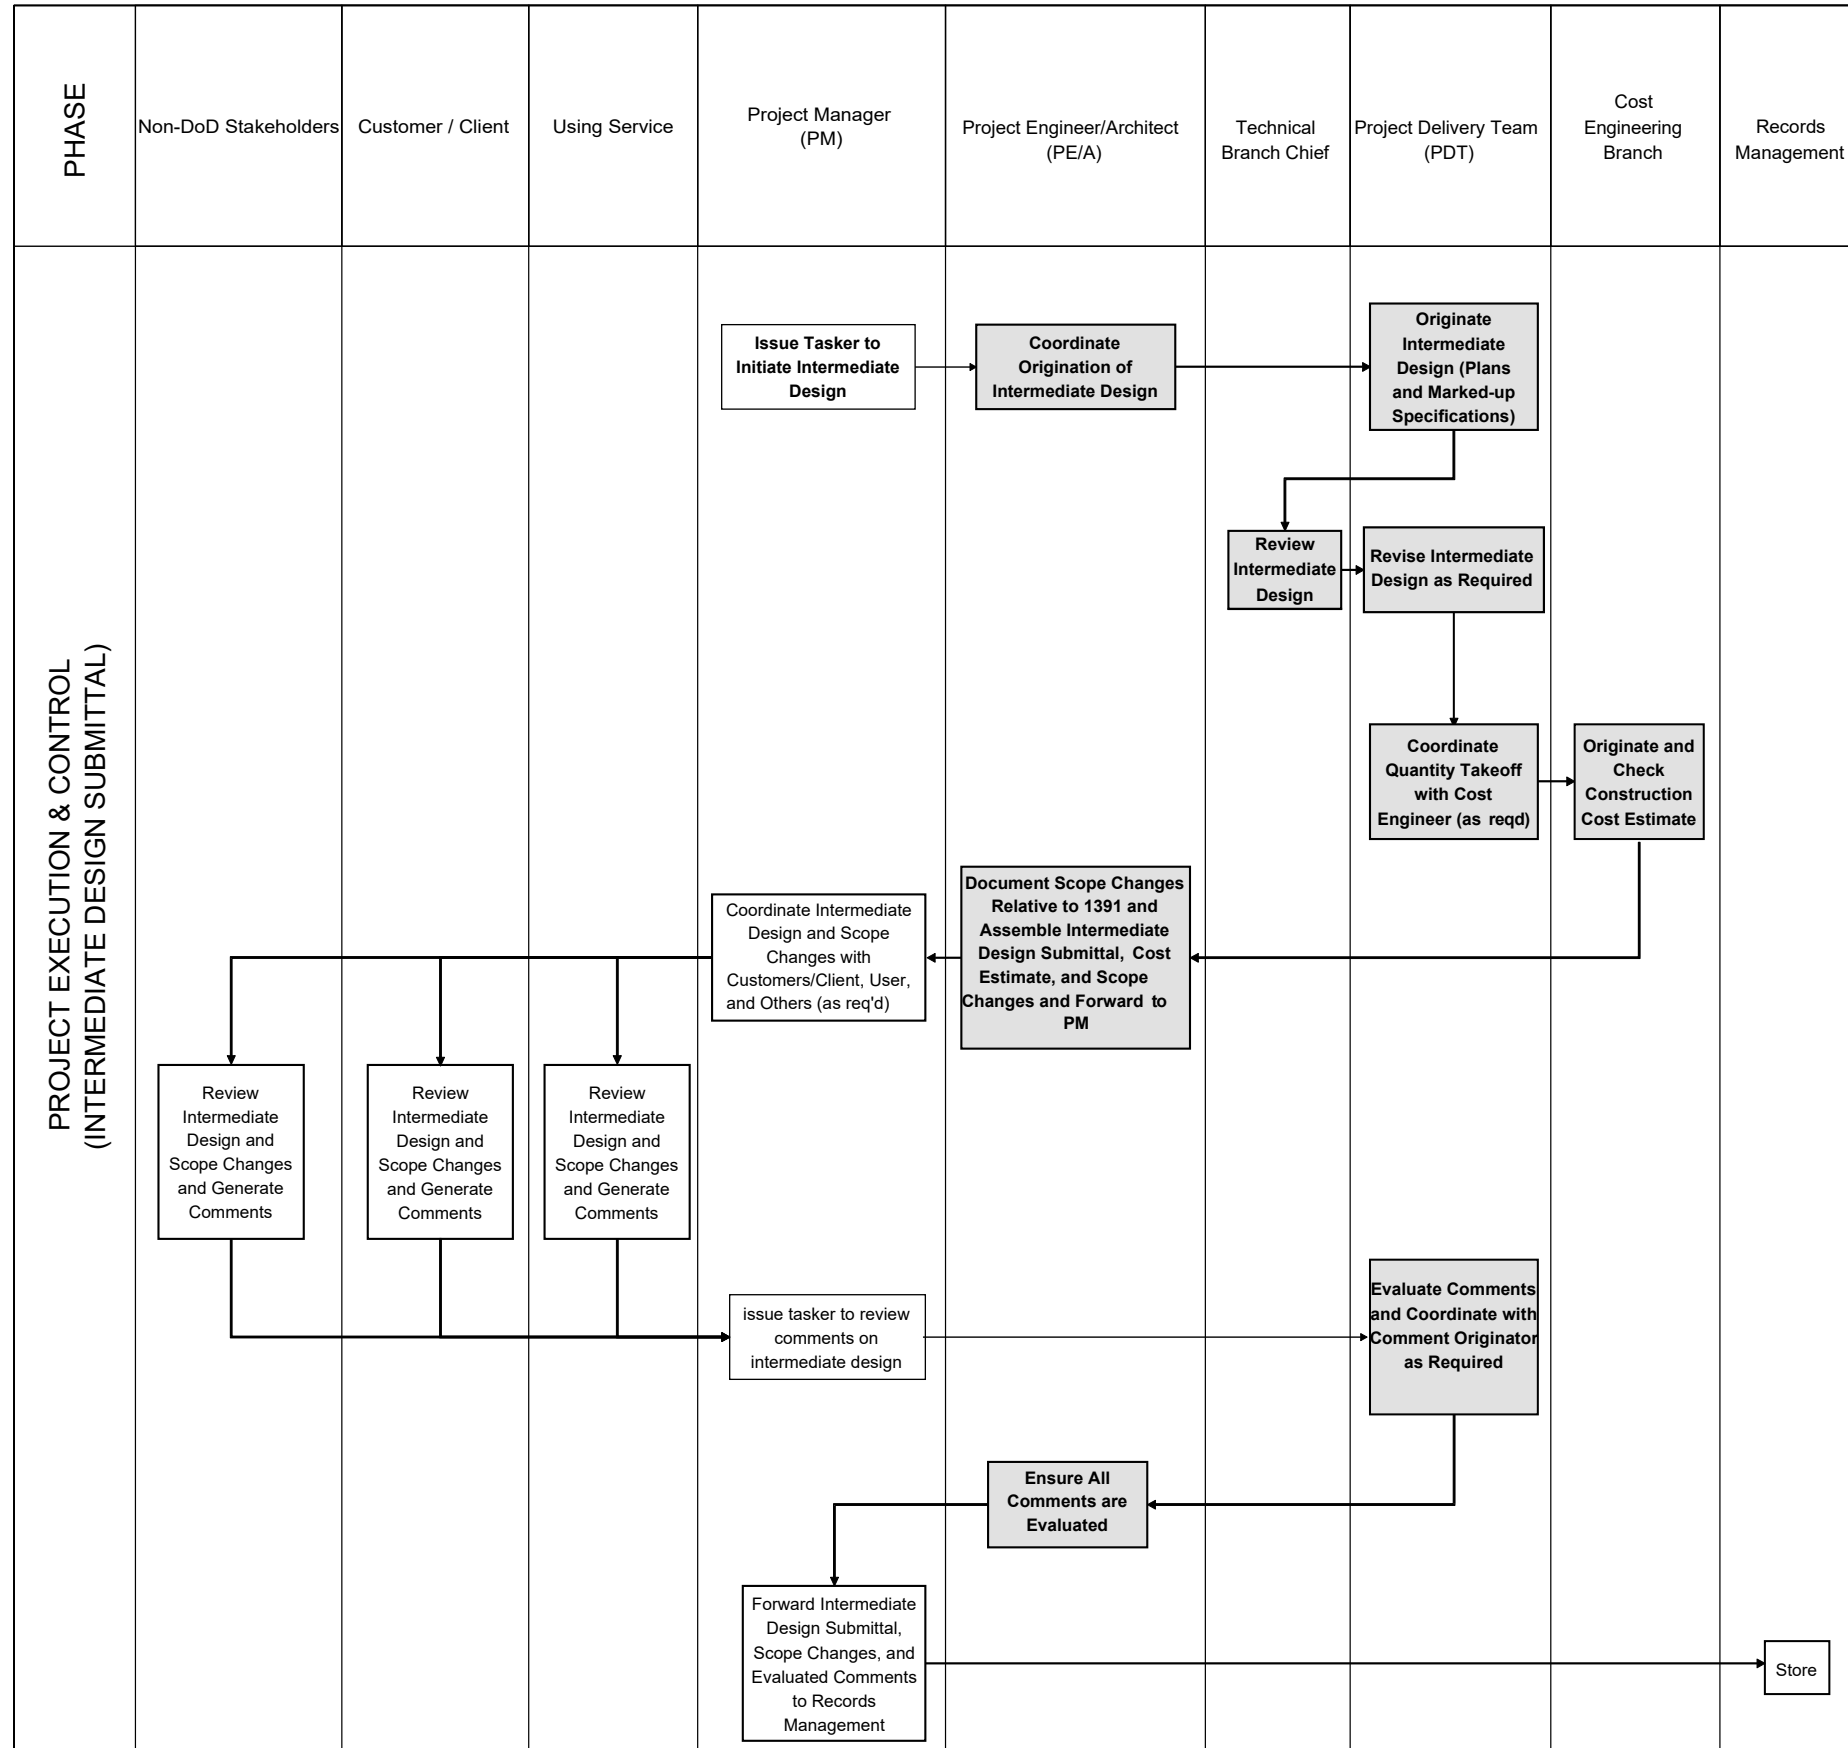 PHASE
Non-DoD Stakeholders
Customer / Client
Using Service
Project Manager
(PM)
Project Engineer/Architect
(PE/A)
Technical
Branch Chief
Project Delivery Team
(PDT)
Cost
Engineering
Branch
Records
Management
PROJECT EXECUTION & CONTROL
(INTERMEDIATE DESIGN SUBMITTAL)
Issue Tasker to
Initiate Intermediate
Design
Coordinate
Origination of
Intermediate Design
Originate
Intermediate
Design (Plans
and Marked-up
Specifications)
Review
Intermediate
Design
Revise Intermediate
Design as Required
Coordinate
Quantity Takeoff
with Cost
Engineer (as reqd)
Originate and
Check
Construction
Cost Estimate
Document Scope Changes
Relative to 1391 and
Assemble Intermediate
Design Submittal, Cost
Estimate, and Scope
Changes and Forward to
PM
Coordinate Intermediate
Design and Scope
Changes with
Customers/Client, User,
and Others (as req'd)
Review
Intermediate
Design and
Scope Changes
and Generate
Comments
Review
Intermediate
Design and
Scope Changes
and Generate
Comments
Review
Intermediate
Design and
Scope Changes
and Generate
Comments
issue tasker to review
comments on
intermediate design
Evaluate Comments
and Coordinate with
Comment Originator
as Required
Ensure All
Comments are
Evaluated
Forward Intermediate
Design Submittal,
Scope Changes, and
Evaluated Comments
to Records
Management
Store